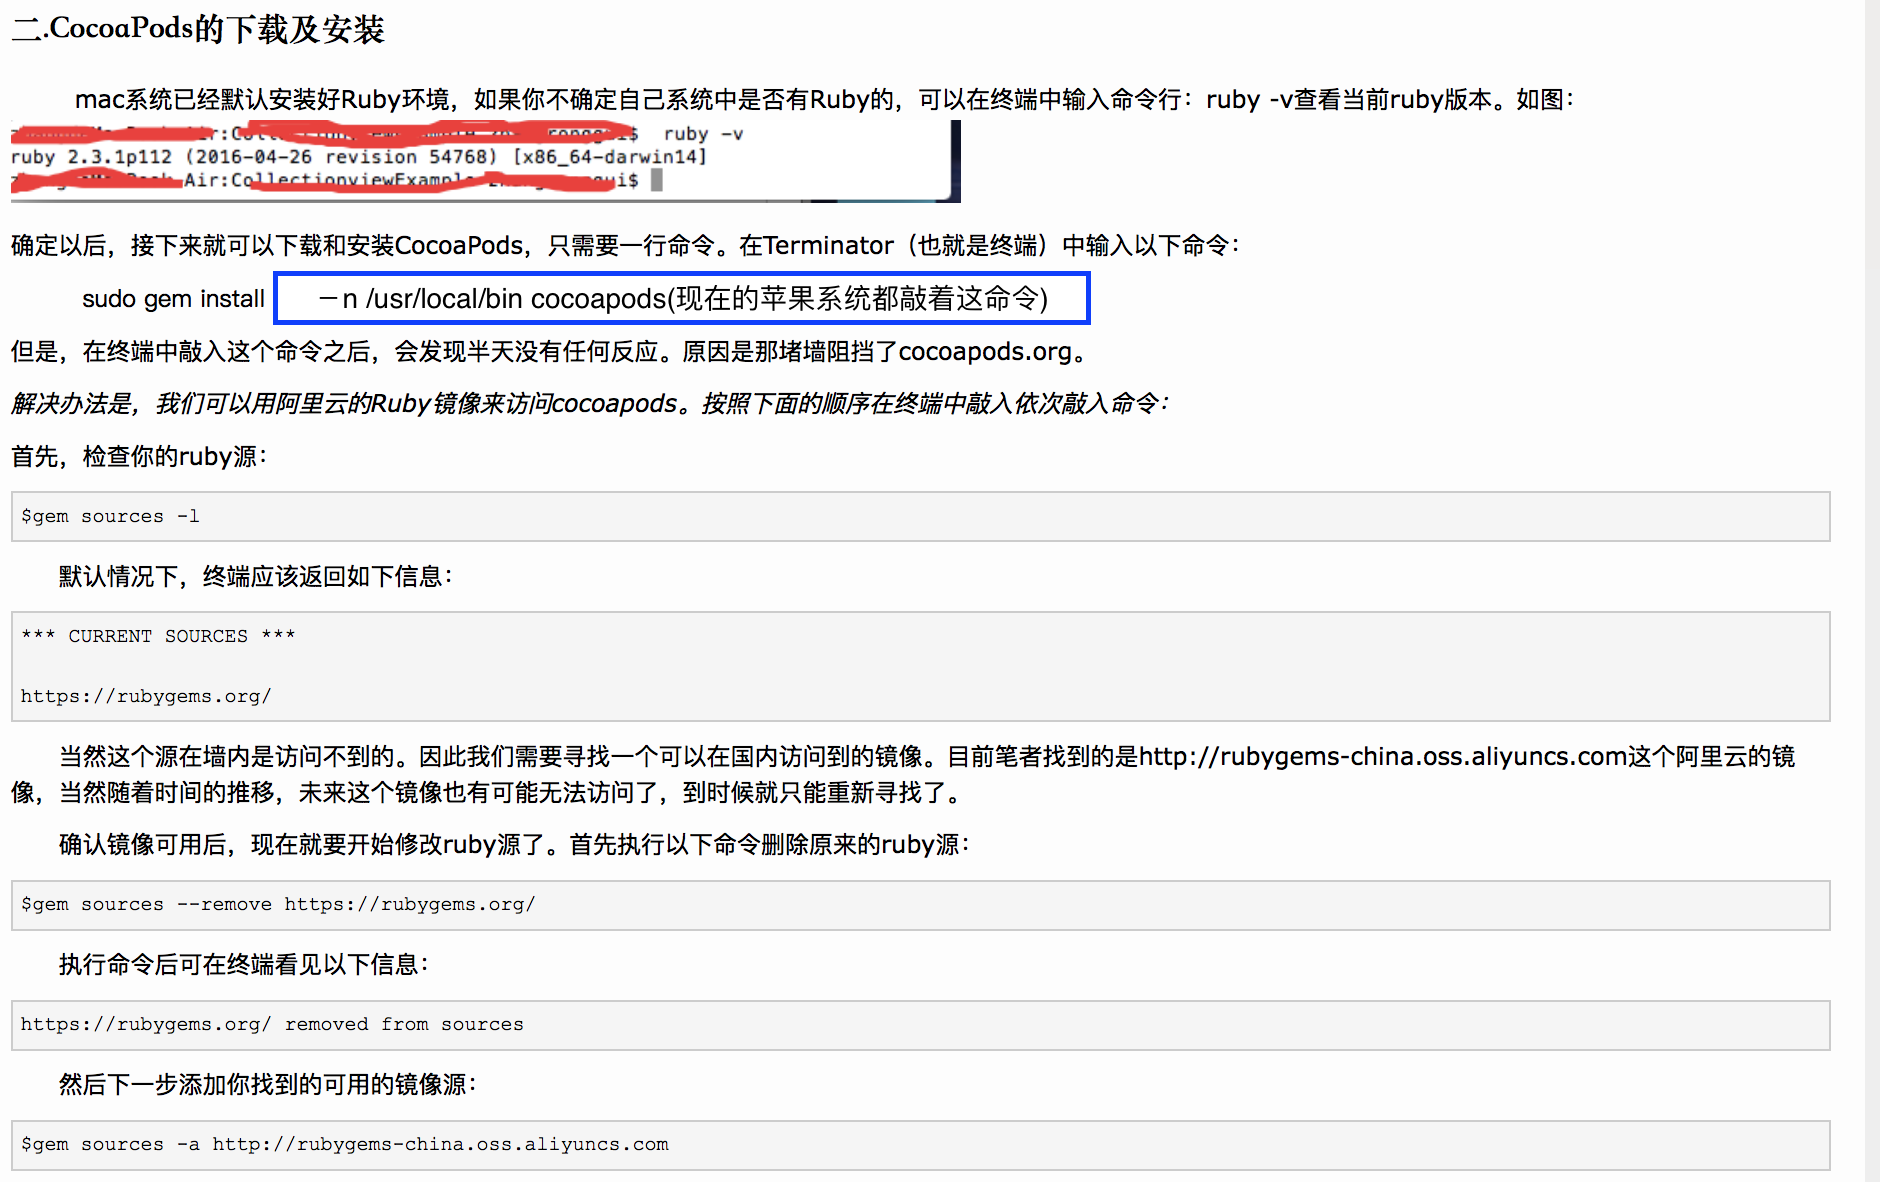 二.CocoaPods的下载及安装
mac系统已经默认安装好Ruby环境，如果你不确定自己系统中是否有Ruby的，可以在终端中输入命令行：ruby -v查看当前ruby版本。如图：
Air:Co ruby -v
ruby 2.3.1p112 (2016-04-26 revision 54768) [x86_64-darwin14]
Air:CollectionviewExample
确定以后，接下来就可以下载和安装CocoaPods，只需要一行命令。在Terminator（也就是终端）中输入以下命令：
sudo gem install －n /usr/local/bin cocoapods(现在的苹果系统都敲着这命令)
但是，在终端中敲入这个命令之后，会发现半天没有任何反应。原因是那堵墙阻挡了cocoapods.org。
解决办法是，我们可以用阿里云的Ruby镜像来访问cocoapods。按照下面的顺序在终端中敲入依次敲入命令：
首先，检查你的ruby源：
$gem sources -l
默认情况下，终端应该返回如下信息：
*** CURRENT SOURCES ***
https://rubygems.org/
当然这个源在墙内是访问不到的。因此我们需要寻找一个可以在国内访问到的镜像。目前笔者找到的是http://rubygems-china.oss.aliyuncs.com这个阿里云的镜
像，当然随着时间的推移，未来这个镜像也有可能无法访问了，到时候就只能重新寻找了。
确认镜像可用后，现在就要开始修改ruby源了。首先执行以下命令删除原来的ruby源：
$gem sources --remove https://rubygems.org/
执行命令后可在终端看见以下信息：
https://rubygems.org/ removed from sources
然后下一步添加你找到的可用的镜像源：
$gem sources -a http://rubygems-china.oss.aliyuncs.com